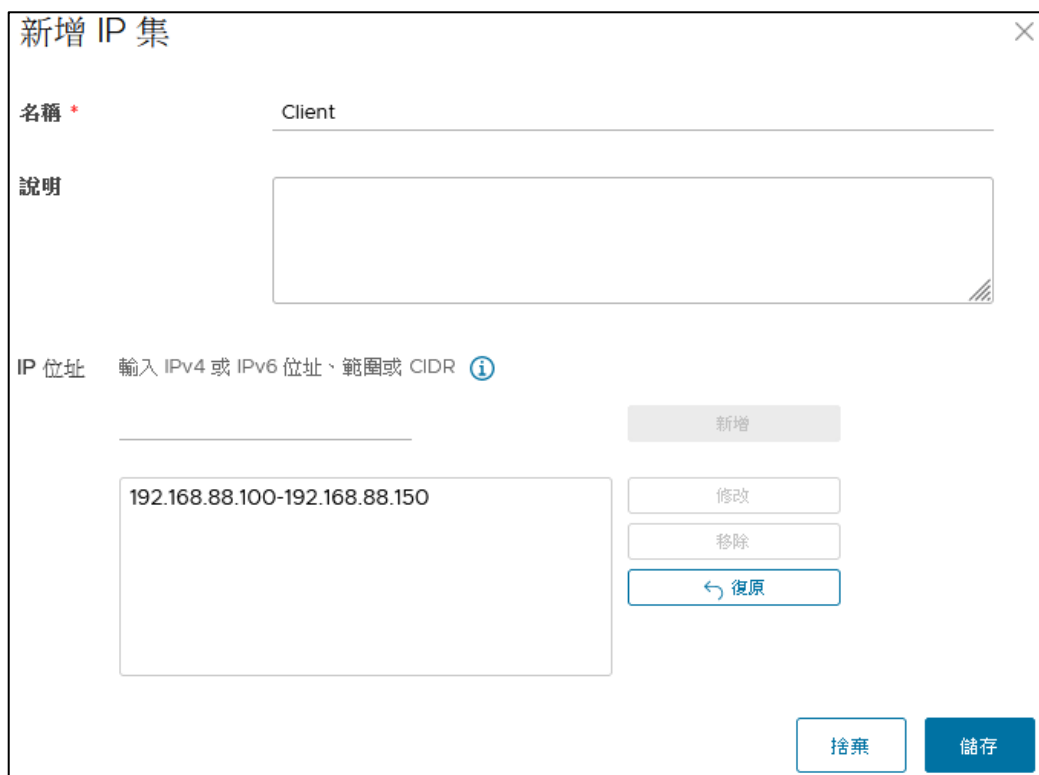 新增 IP 集
名稱 *
Client
說明
IP 位址 輸入 IPv4 或 IPv6 位址、範圍或 CIDR
新增
192.168.88.100-192.168.88.150
修改
移除
復原
捨棄 儲存